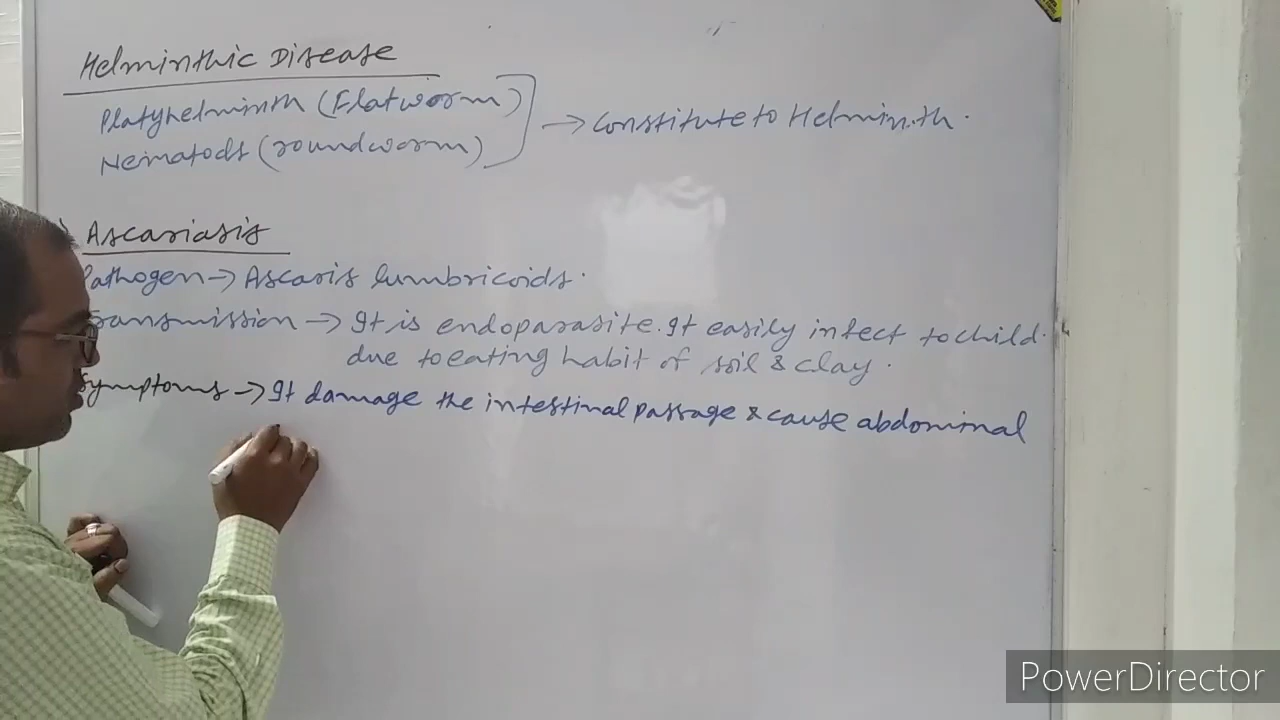 Helminthic Disease
Platyhelminth (Flatworm)
Nematods (roundworm)
→ constitute to Helminth.
Ascariasis
Pathogen → Ascaris lumbricoids.
Transmission → It is endoparasite. It easily infect to child.
due to eating habit of soil & clay.
Symptoms → It damage the intestinal passage & cause abdominal
PowerDirector